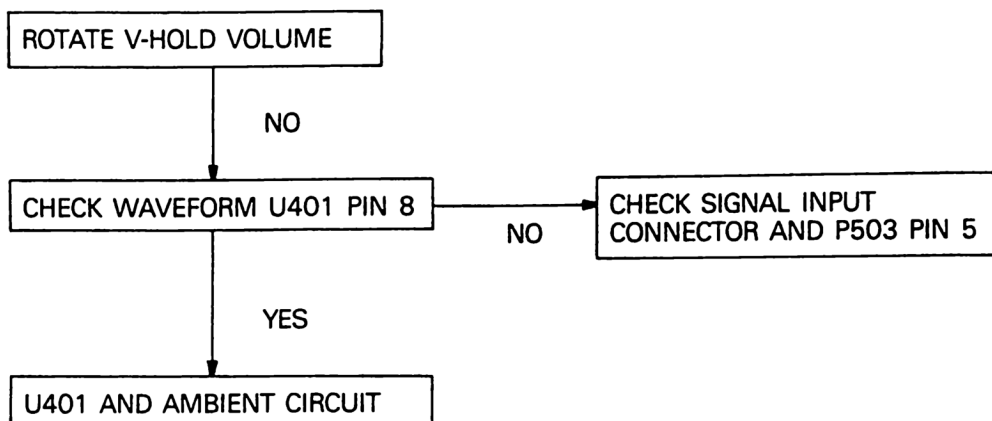 ROTATE V-HOLD VOLUME
NO
CHECK WAVEFORM U401 PIN 8
NO
CHECK SIGNAL INPUT
CONNECTOR AND P503 PIN 5
YES
U401 AND AMBIENT CIRCUIT